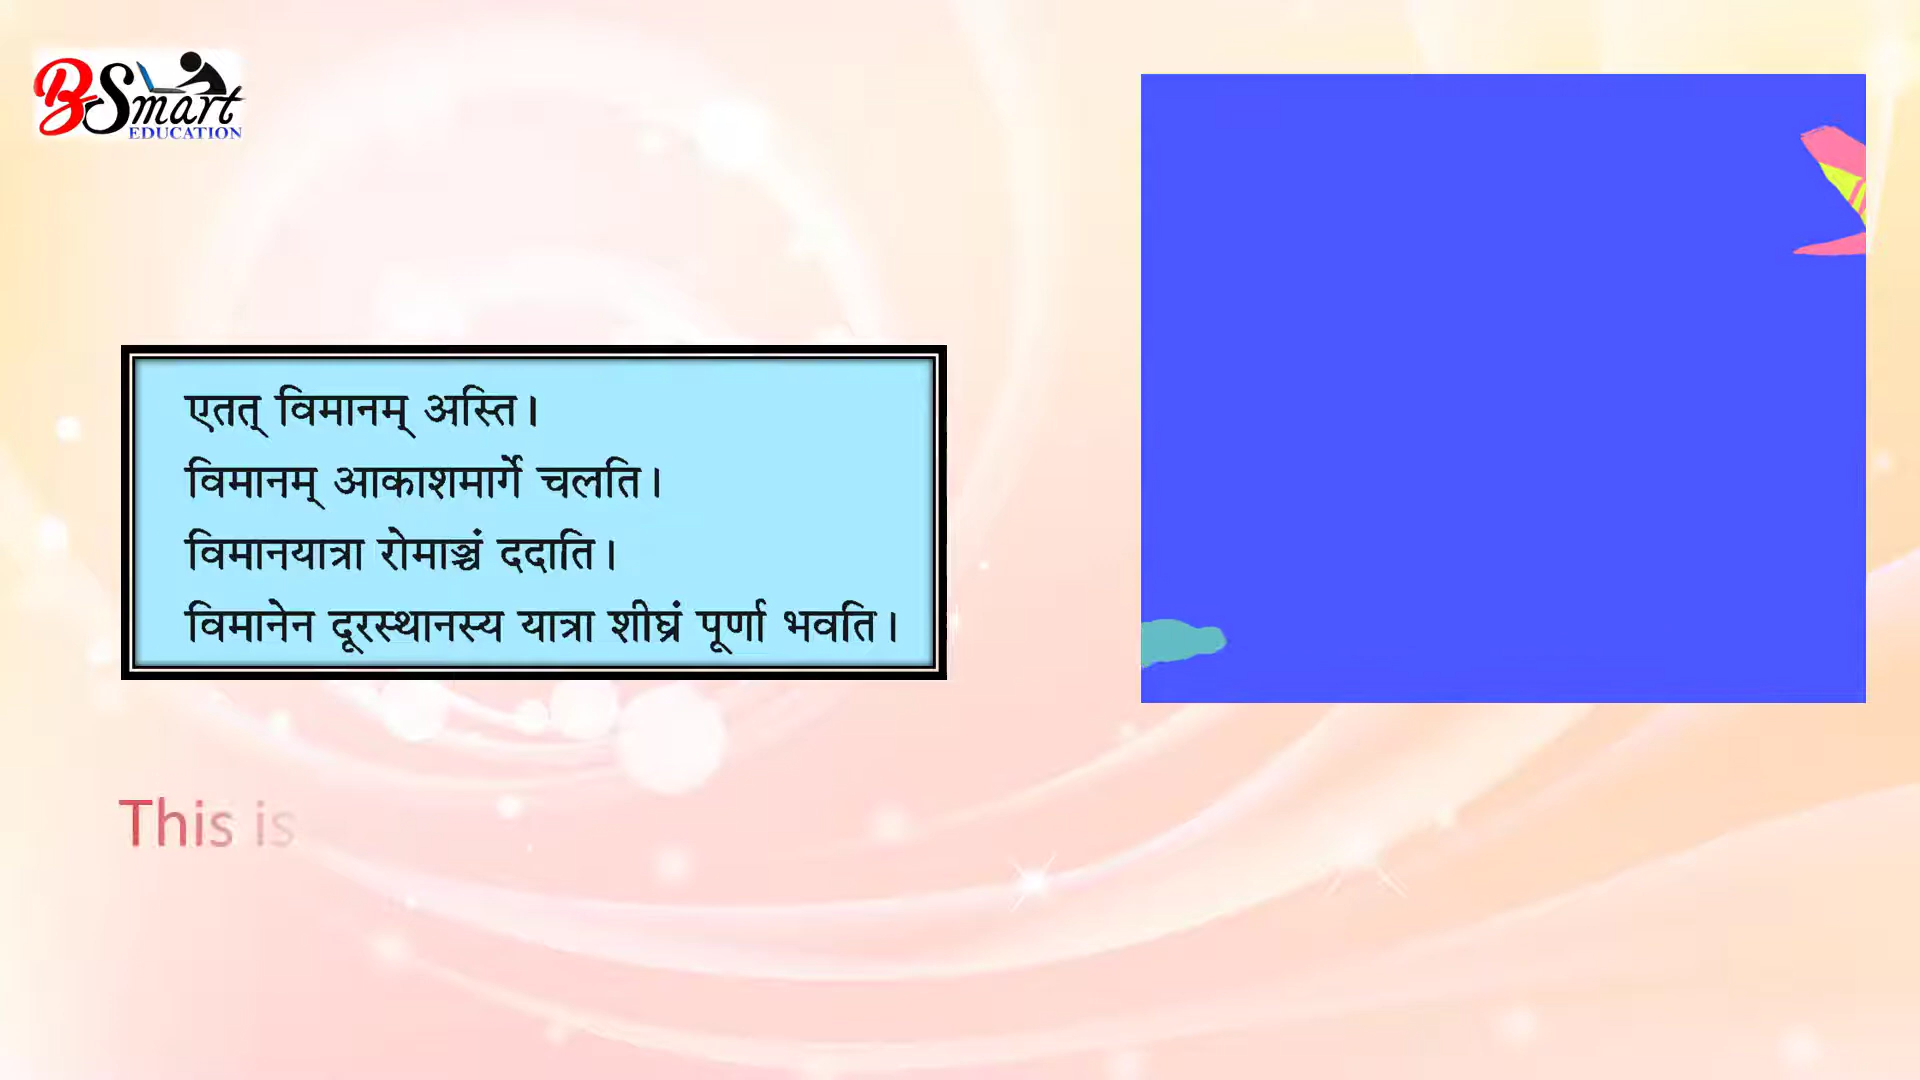 BSmart
EDUCATION
एतत् विमानम् अस्ति।
विमानम् आकाशमार्गे चलति।
विमानयात्रा रोमाञ्चं ददाति।
विमानेन दूरस्थानस्य यात्रा शीघ्रं पूर्णा भवति।
This is